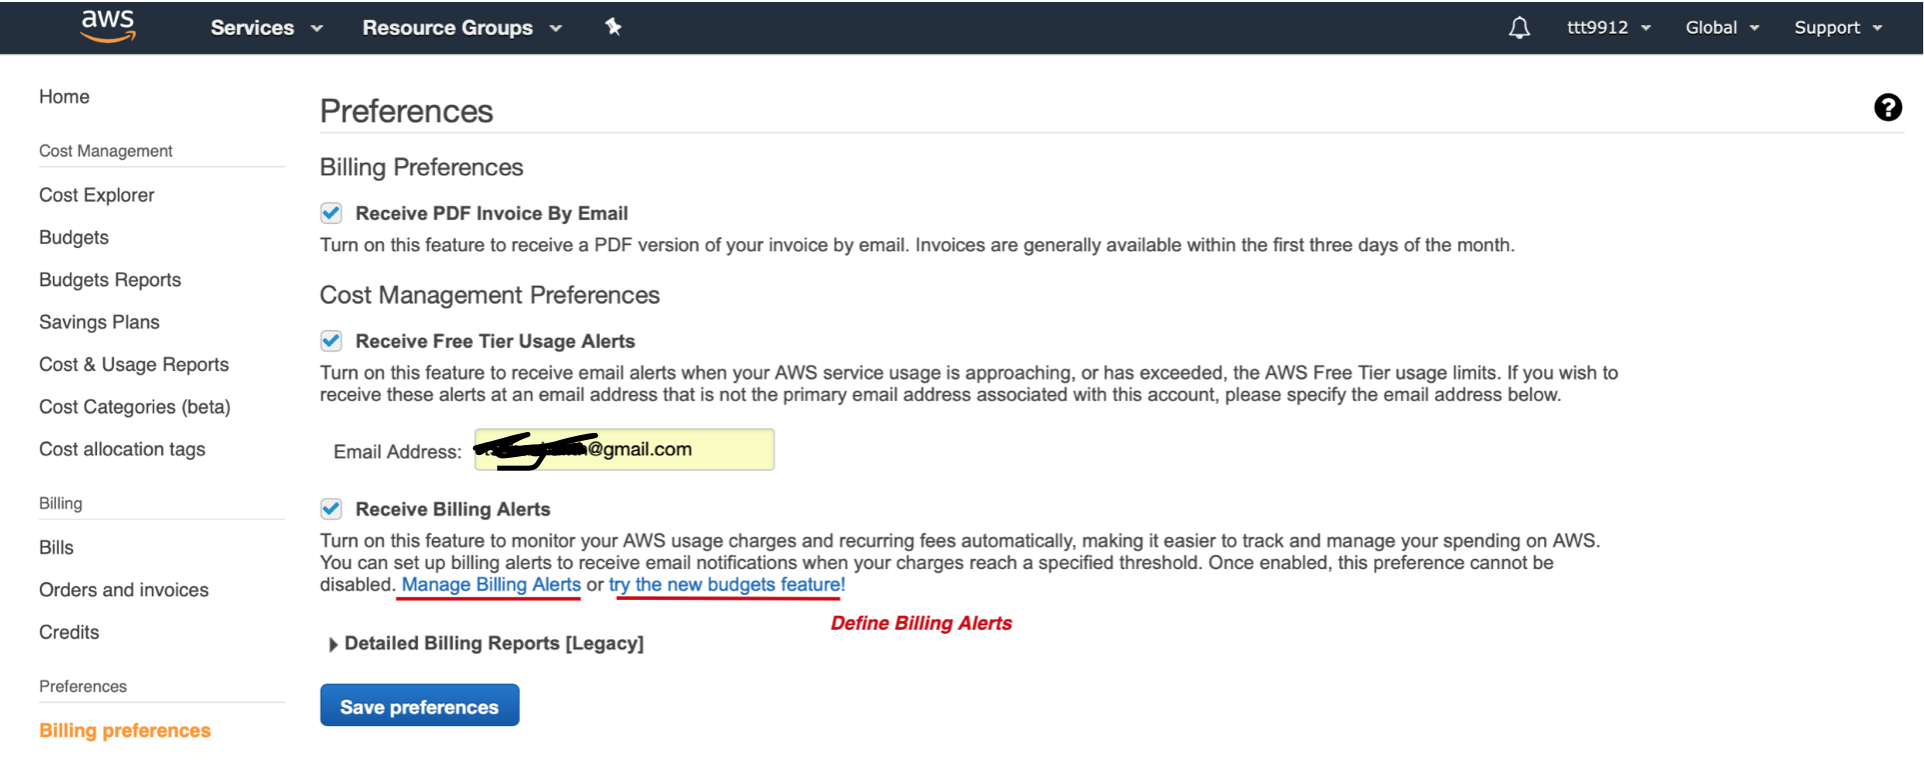 aws
Services
Resource Groups
ttt9912
Global
Support
Home
Cost Management
Cost Explorer
Budgets
Budgets Reports
Savings Plans
Cost & Usage Reports
Cost Categories (beta)
Cost allocation tags
Billing
Bills
Orders and invoices
Credits
Preferences
Billing preferences
Preferences
?
Billing Preferences
Receive PDF Invoice By Email
Turn on this feature to receive a PDF version of your invoice by email. Invoices are generally available within the first three days of the month.
Cost Management Preferences
Receive Free Tier Usage Alerts
Turn on this feature to receive email alerts when your AWS service usage is approaching, or has exceeded, the AWS Free Tier usage limits. If you wish to
receive these alerts at an email address that is not the primary email address associated with this account, please specify the email address below.
Email Address: @gmail.com
Receive Billing Alerts
Turn on this feature to monitor your AWS usage charges and recurring fees automatically, making it easier to track and manage your spending on AWS.
You can set up billing alerts to receive email notifications when your charges reach a specified threshold. Once enabled, this preference cannot be
disabled. Manage Billing Alerts or try the new budgets feature!
Define Billing Alerts
Detailed Billing Reports [Legacy]
Save preferences